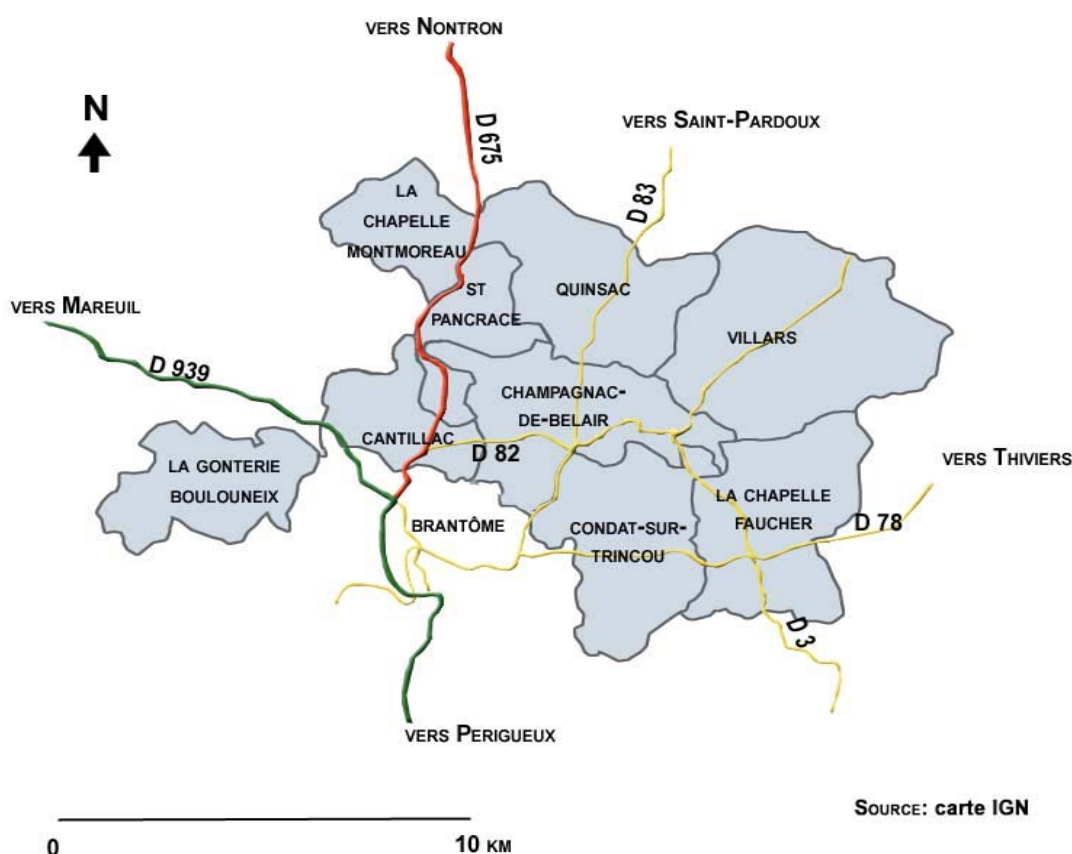 VERS NONTRON
N
D 675
VERS SAINT-PARDOUX
D 83
LA
CHAPELLE
MONTMOREAU
ST
PANCRACE
QUINSAC
VERS MAREUIL
VILLARS
D 939
CHAMPAGNAC-
DE-BELAIR
CANTILLAC
D 82
VERS THIVIERS
LA GONTERIE
BOULOUNEIX
LA CHAPELLE
FAUCHER
D 78
BRANTÔME
CONDAT-SUR-
TRINCOU
D 3
VERS PERIGUEUX
SOURCE: carte IGN
0
10 KM